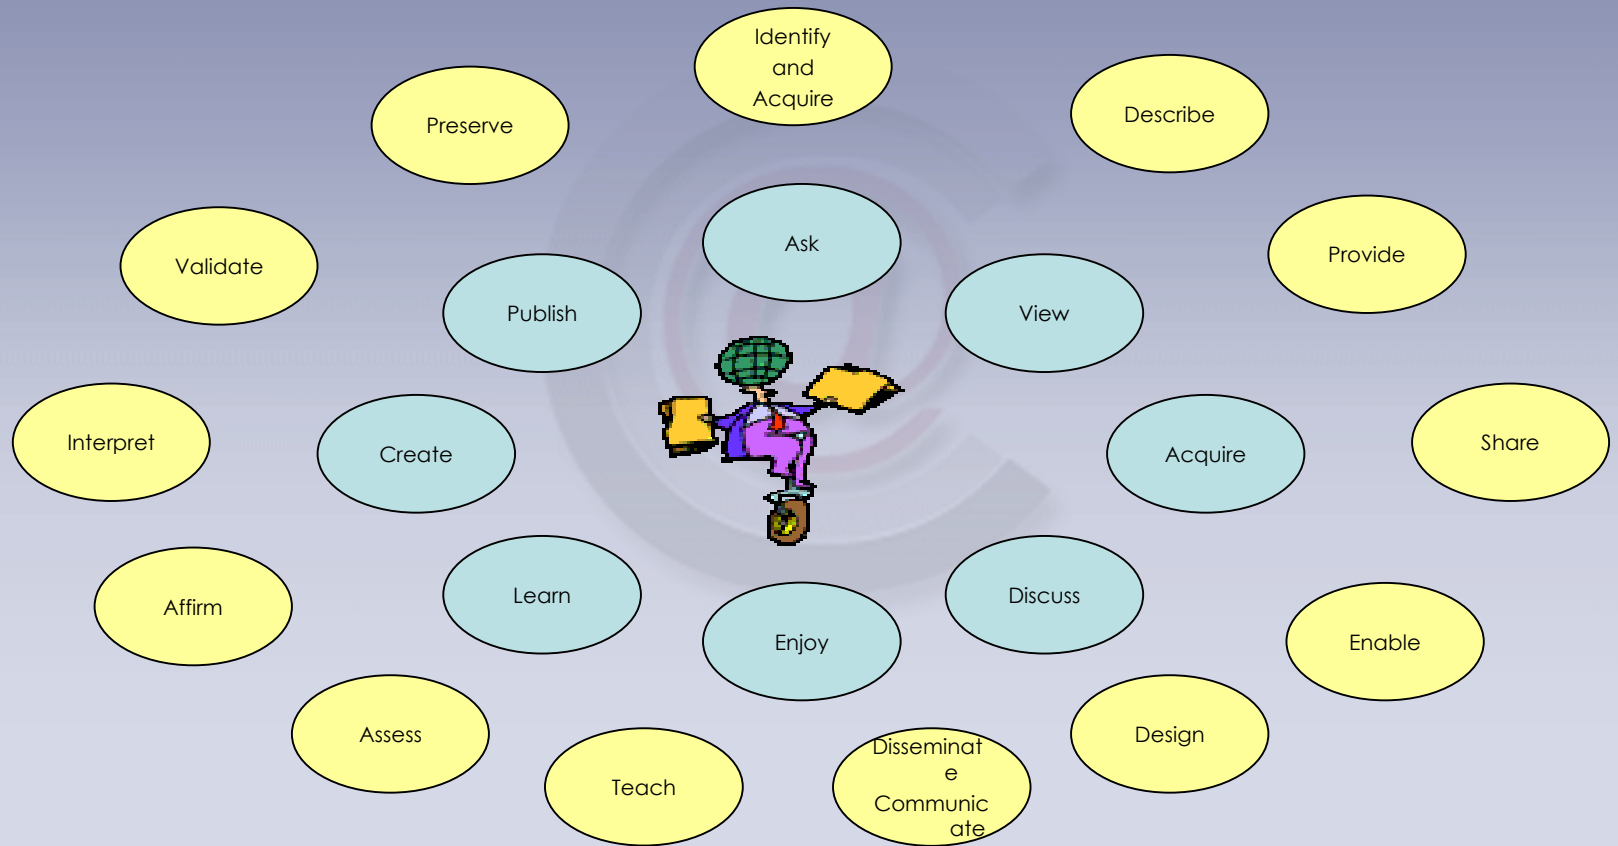 Identify
and
Acquire
Preserve
Describe
Ask
Provide
Validate
Publish
View
Interpret
Create
Acquire
Share
Learn
Discuss
Affirm
Enjoy
Enable
Assess
Design
Teach
Disseminat
e
Communic
ate